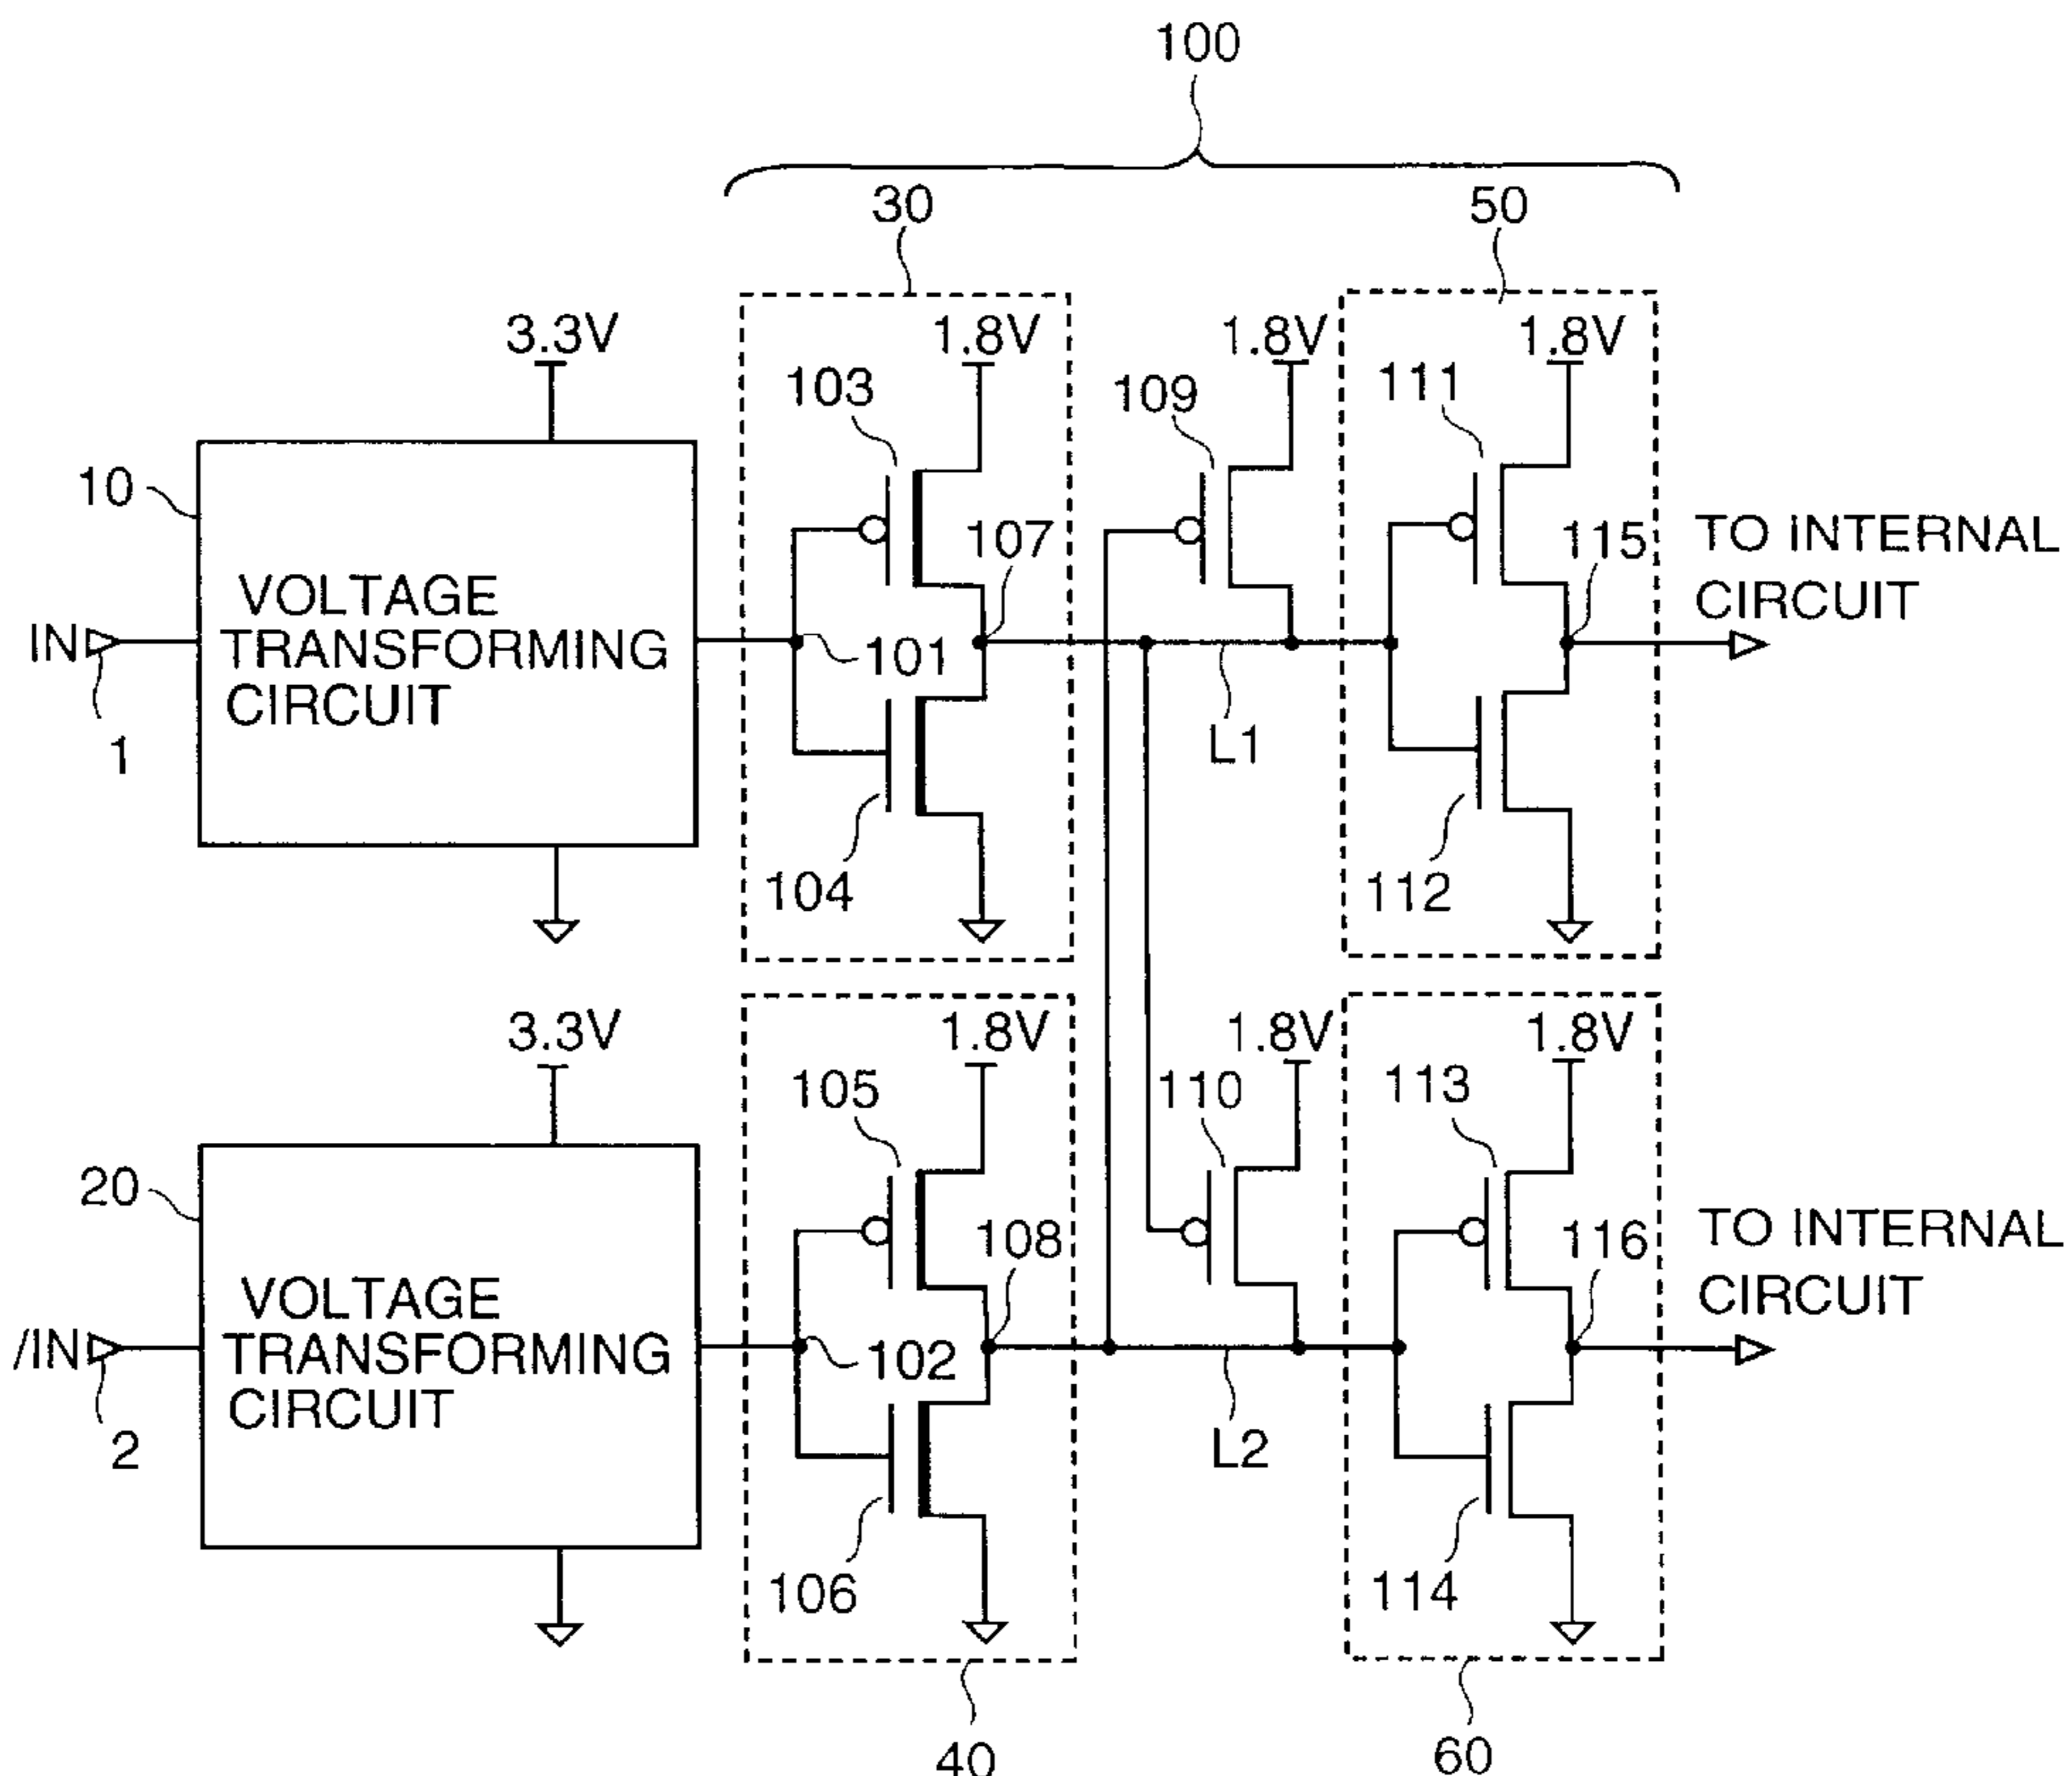 100
30
50
3.3V
1.8V
1.8V
1.8V
103
109
111
10
107
115
TO INTERNAL
CIRCUIT
VOLTAGE
TRANSFORMING
CIRCUIT
IN
101
1
L1
104
112
3.3V
1.8V
1.8V
1.8V
105
110
113
20
108
116
TO INTERNAL
CIRCUIT
VOLTAGE
TRANSFORMING
CIRCUIT
/IN
102
2
L2
106
114
40
60